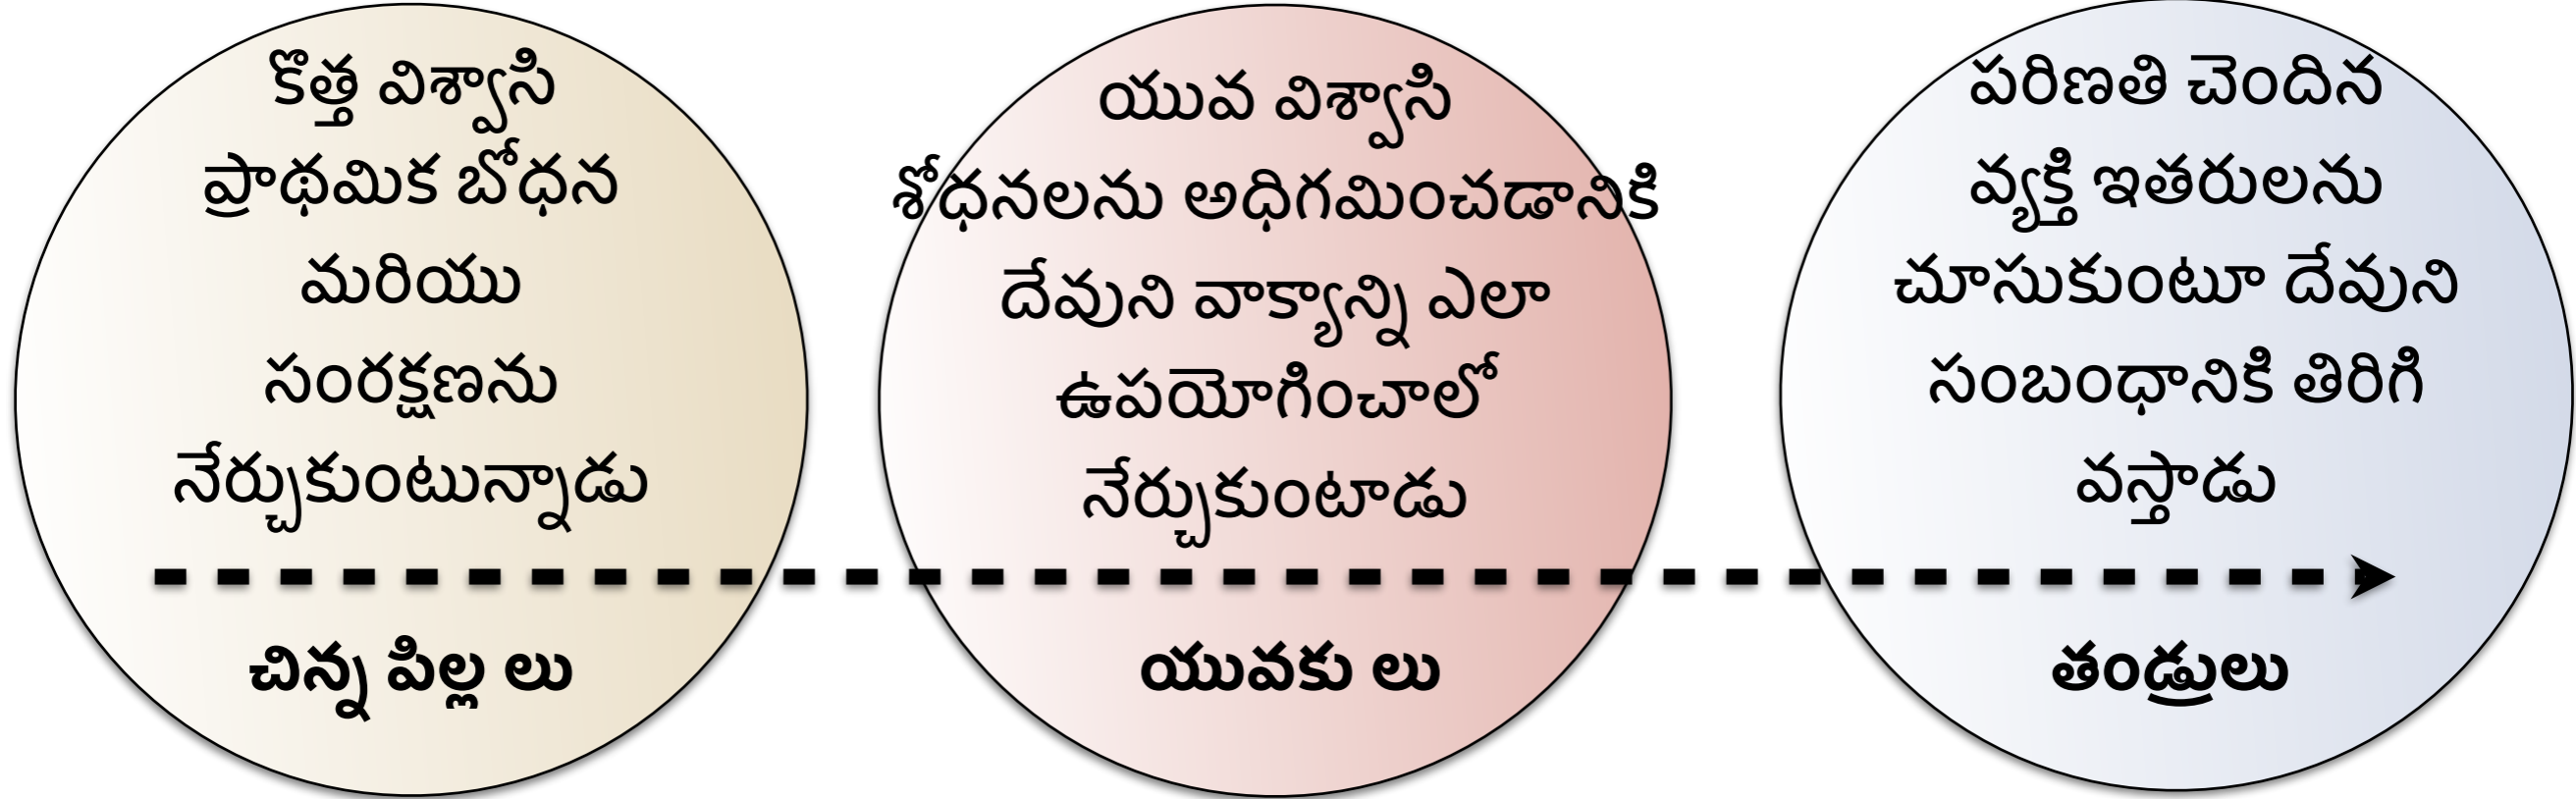 కొత్త విశ్వాసి
ప్రాథమిక బోధన
మరియు
సంరక్షణను
నేర్చుకుంటున్నాడు
చిన్న పిల్ల లు
యువ విశ్వాసి
శోధనలను అధిగమించడానికి
దేవుని వాక్యాన్ని ఎలా
ఉపయోగించాలో
నేర్చుకుంటాడు
యువకు లు
పరిణతి చెందిన
వ్యక్తి ఇతరులను
చూసుకుంటూ దేవుని
సంబంధానికి తిరిగి
వస్తాడు
తండ్రులు